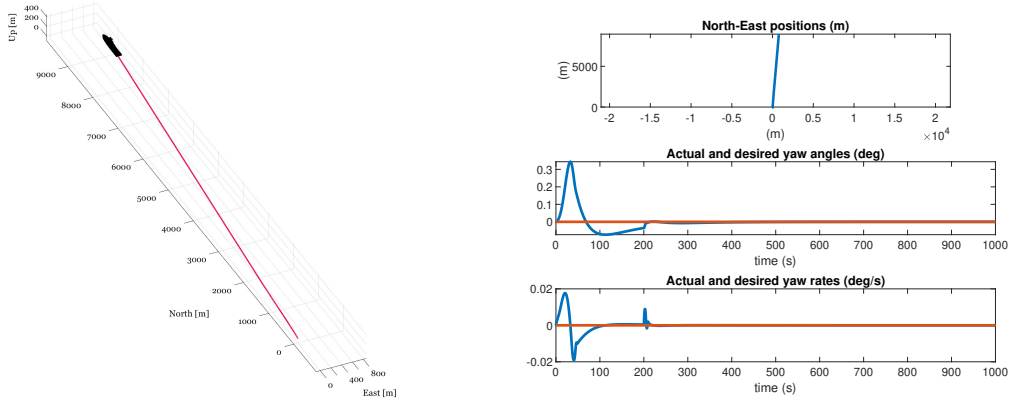 400
200
0
Up [m]
9000
8000
7000
6000
5000
4000
3000
2000
1000
0
North [m]
0
400
800
East [m]
North-East positions (m)
5000
0
(m)
-2 -1.5 -1 -0.5 0 0.5 1 1.5 2
(m)
×10⁴
Actual and desired yaw angles (deg)
0.3
0.2
0.1
0
0 100 200 300 400 500 600 700 800 900 1000
time (s)
Actual and desired yaw rates (deg/s)
0.02
0
-0.02
0 100 200 300 400 500 600 700 800 900 1000
time (s)